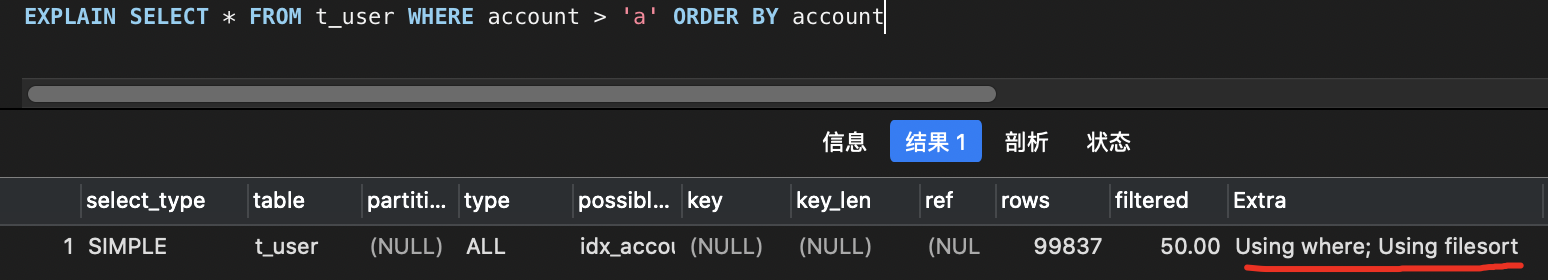 EXPLAIN SELECT * FROM t_user WHERE account > 'a' ORDER BY account
信息 结果 1 剖析 状态
select_type table partiti... type possibl... key key_len ref rows filtered Extra
1 SIMPLE t_user (NULL) ALL idx_accou (NULL) (NULL) (NUL 99837 50.00 Using where; Using filesort